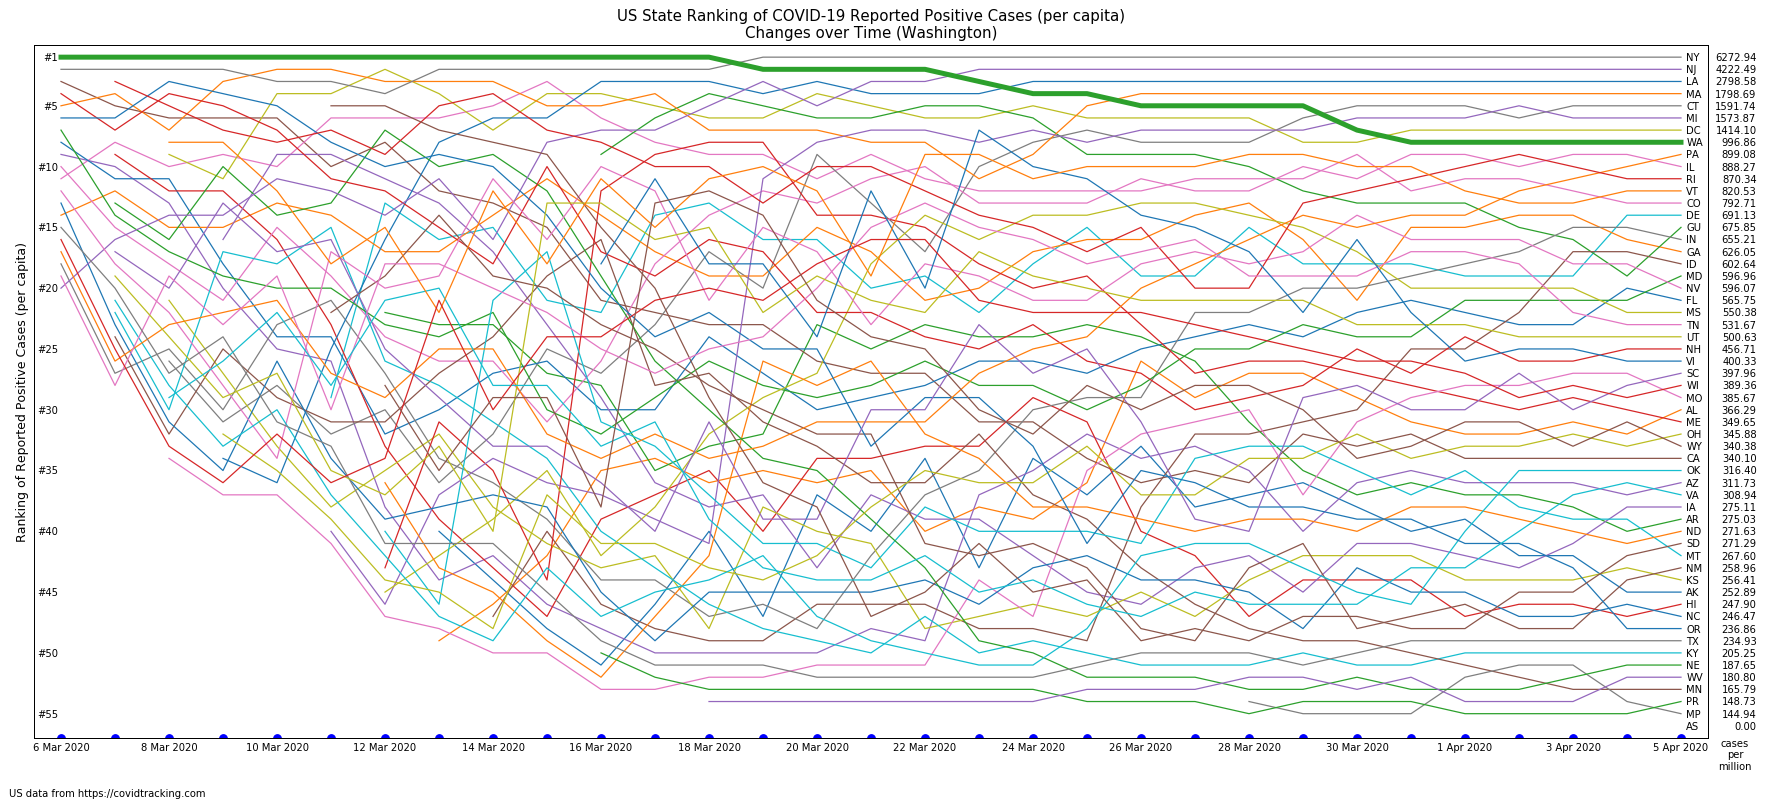 US State Ranking of COVID-19 Reported Positive Cases (per capita)
Changes over Time (Washington)
Ranking of Reported Positive Cases (per capita)
#1
#5
#10
#15
#20
#25
#30
#35
#40
#45
#50
#55
NY 6272.94
NJ 4222.49
LA 2798.58
MA 1798.69
CT 1591.74
MI 1573.87
DC 1414.10
WA 996.86
PA 899.08
IL 888.27
RI 870.34
VT 820.53
CO 792.71
DE 691.13
GU 675.85
IN 655.21
GA 626.05
ID 602.64
MD 596.96
NV 596.07
FL 565.75
MS 550.38
TN 531.67
UT 500.63
NH 456.71
VI 400.33
SC 397.96
WI 389.36
MO 385.67
AL 366.29
ME 349.65
OH 345.88
WY 340.38
CA 340.10
OK 316.40
AZ 311.73
VA 308.94
IA 275.11
AR 275.03
ND 271.63
SD 271.29
MT 267.60
NM 258.96
KS 256.41
AK 252.89
HI 247.90
NC 246.47
OR 236.86
TX 234.93
KY 205.25
NE 187.65
WV 180.80
MN 165.79
PR 148.73
MP 144.94
AS 0.00
6 Mar 2020 8 Mar 2020 10 Mar 2020 12 Mar 2020 14 Mar 2020 16 Mar 2020 18 Mar 2020 20 Mar 2020 22 Mar 2020 24 Mar 2020 26 Mar 2020 28 Mar 2020 30 Mar 2020 1 Apr 2020 3 Apr 2020 5 Apr 2020
cases
per
million
US data from https://covidtracking.com